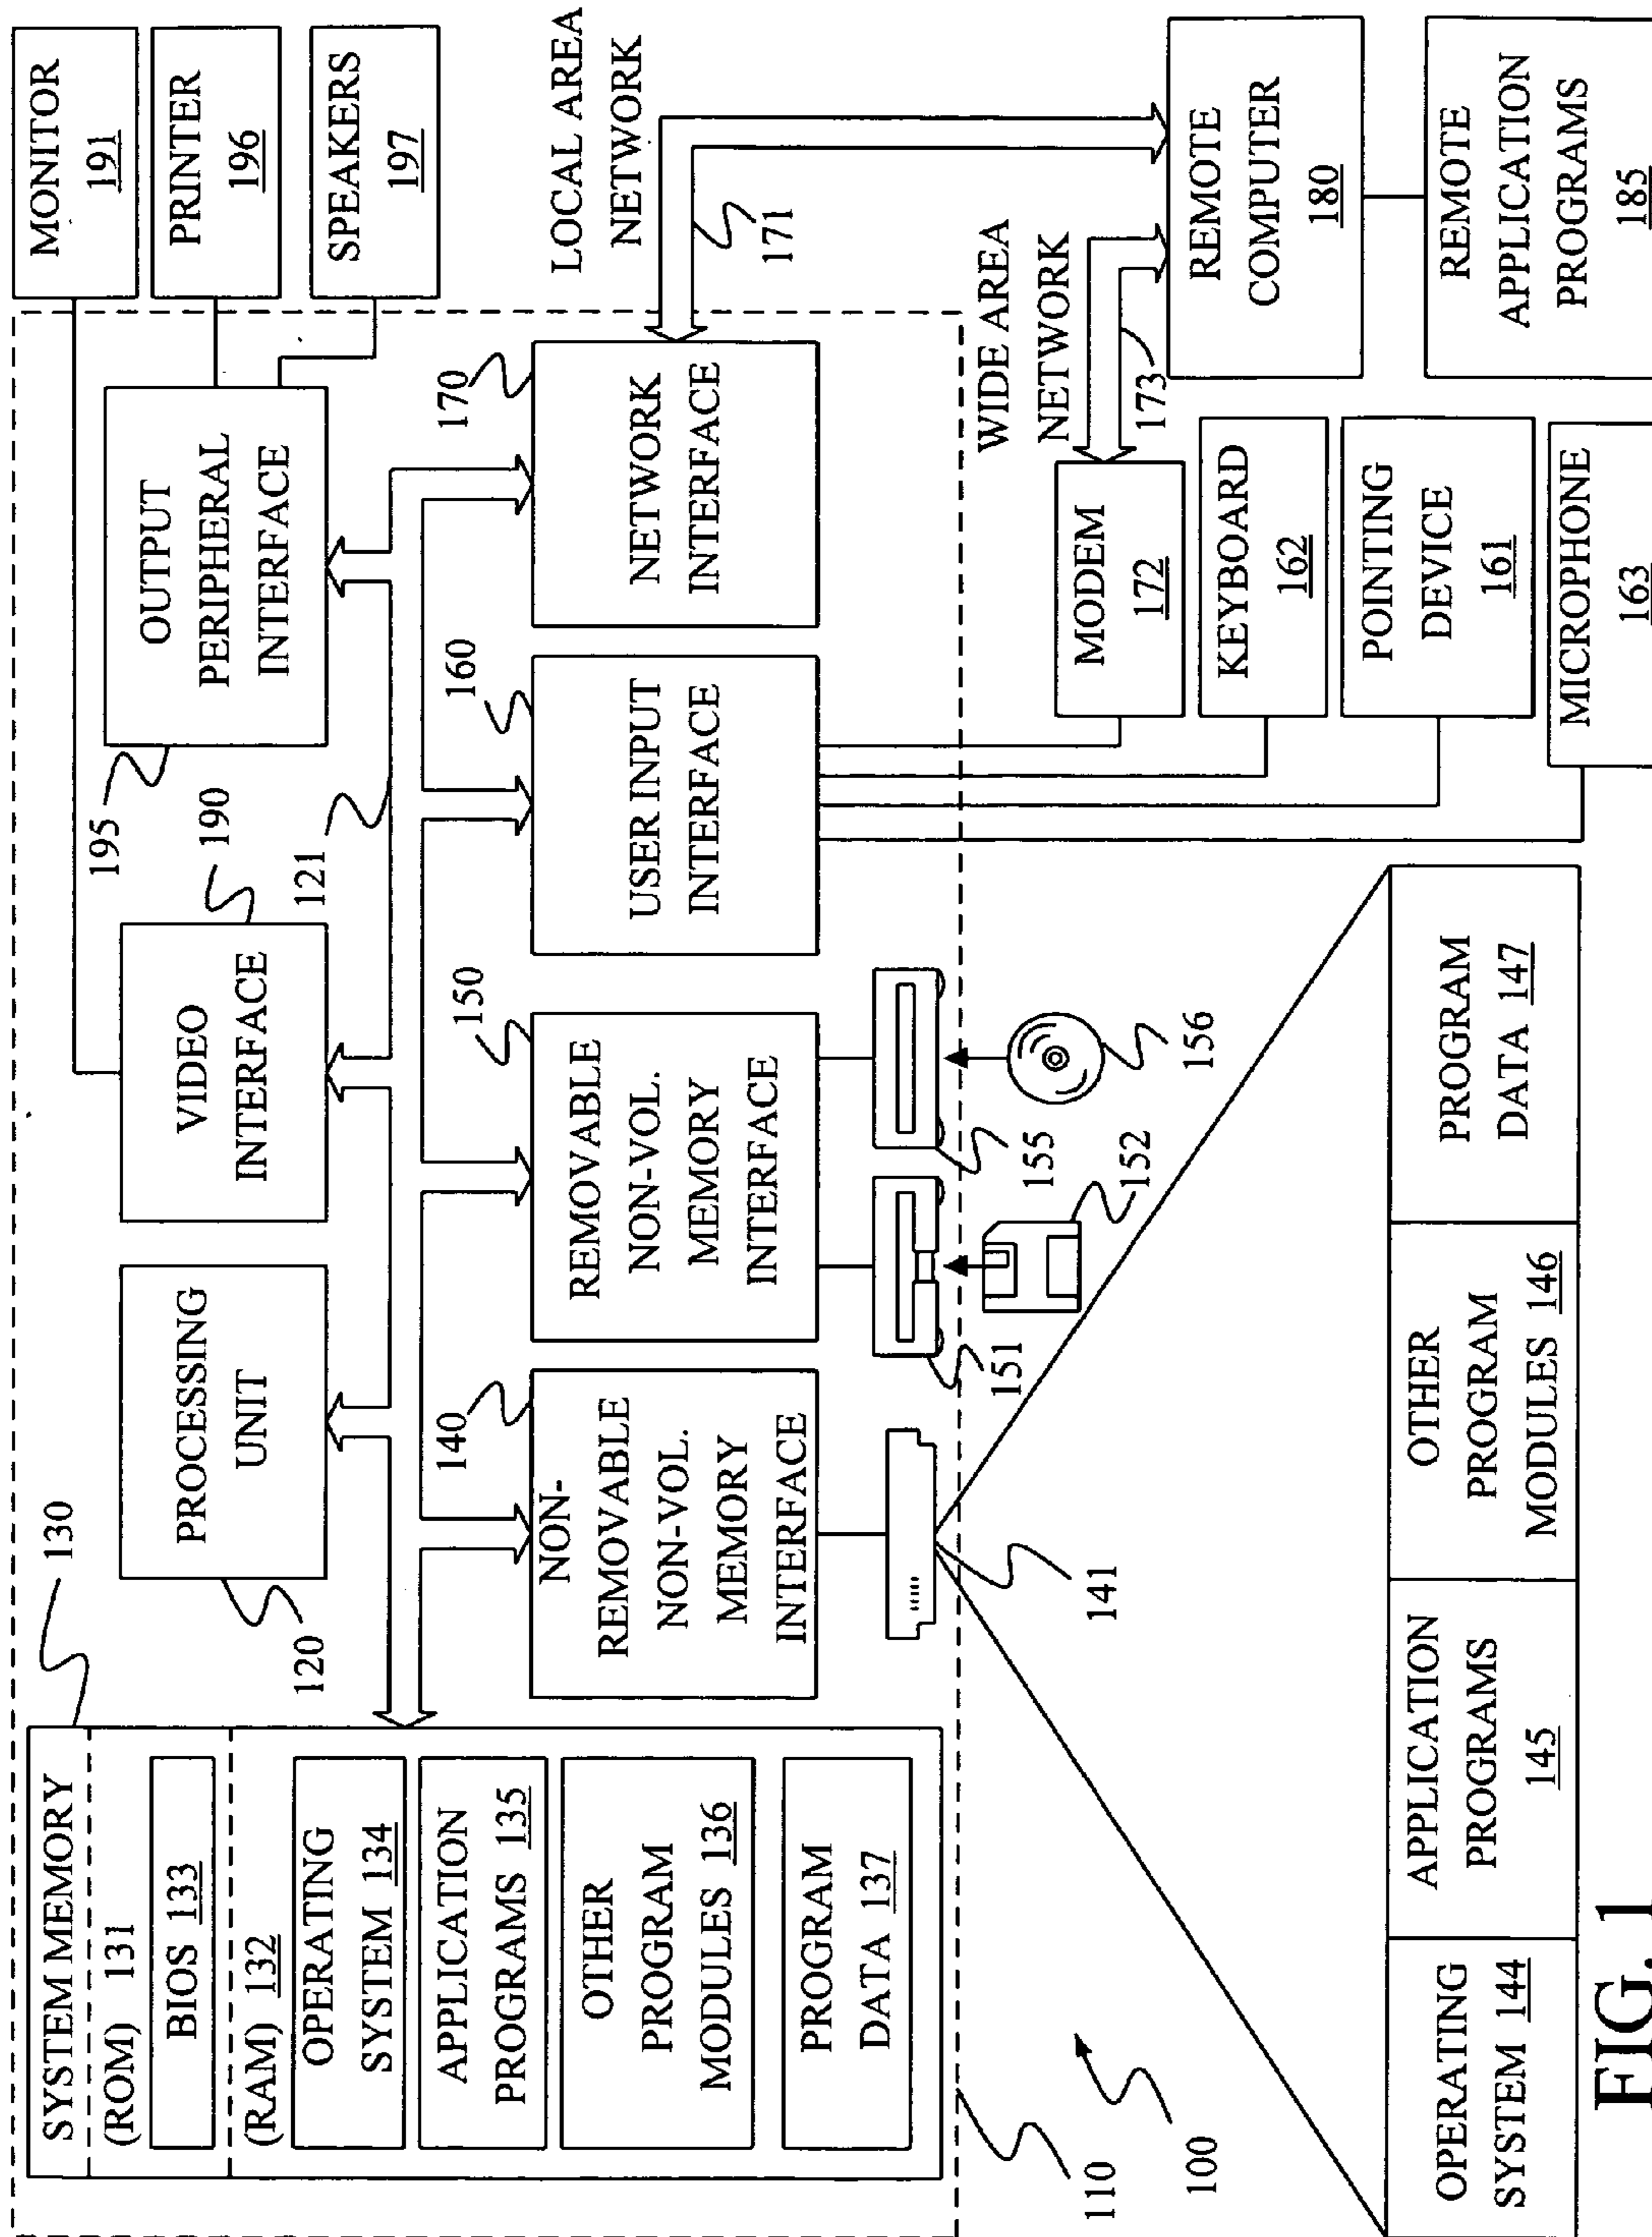 SYSTEM MEMORY
(ROM) 131
BIOS 133
(RAM) 132
OPERATING
SYSTEM 134
APPLICATION
PROGRAMS 135
OTHER
PROGRAM
MODULES 136
PROGRAM
DATA 137
130
PROCESSING
UNIT
120
VIDEO
INTERFACE
190
OUTPUT
PERIPHERAL
INTERFACE
195
121
MONITOR
191
PRINTER
196
SPEAKERS
197
NON-
REMOVABLE
NON-VOL.
MEMORY
INTERFACE
140
REMOVABLE
NON-VOL.
MEMORY
INTERFACE
150
USER INPUT
INTERFACE
160
NETWORK
INTERFACE
170
LOCAL AREA
NETWORK
171
141
151
152
155
156
WIDE AREA
NETWORK
173
MODEM
172
KEYBOARD
162
POINTING
DEVICE
161
MICROPHONE
163
REMOTE
COMPUTER
180
REMOTE
APPLICATION
PROGRAMS
185
110
100
OPERATING
SYSTEM 144
APPLICATION
PROGRAMS
145
OTHER
PROGRAM
MODULES 146
PROGRAM
DATA 147
FIG. 1